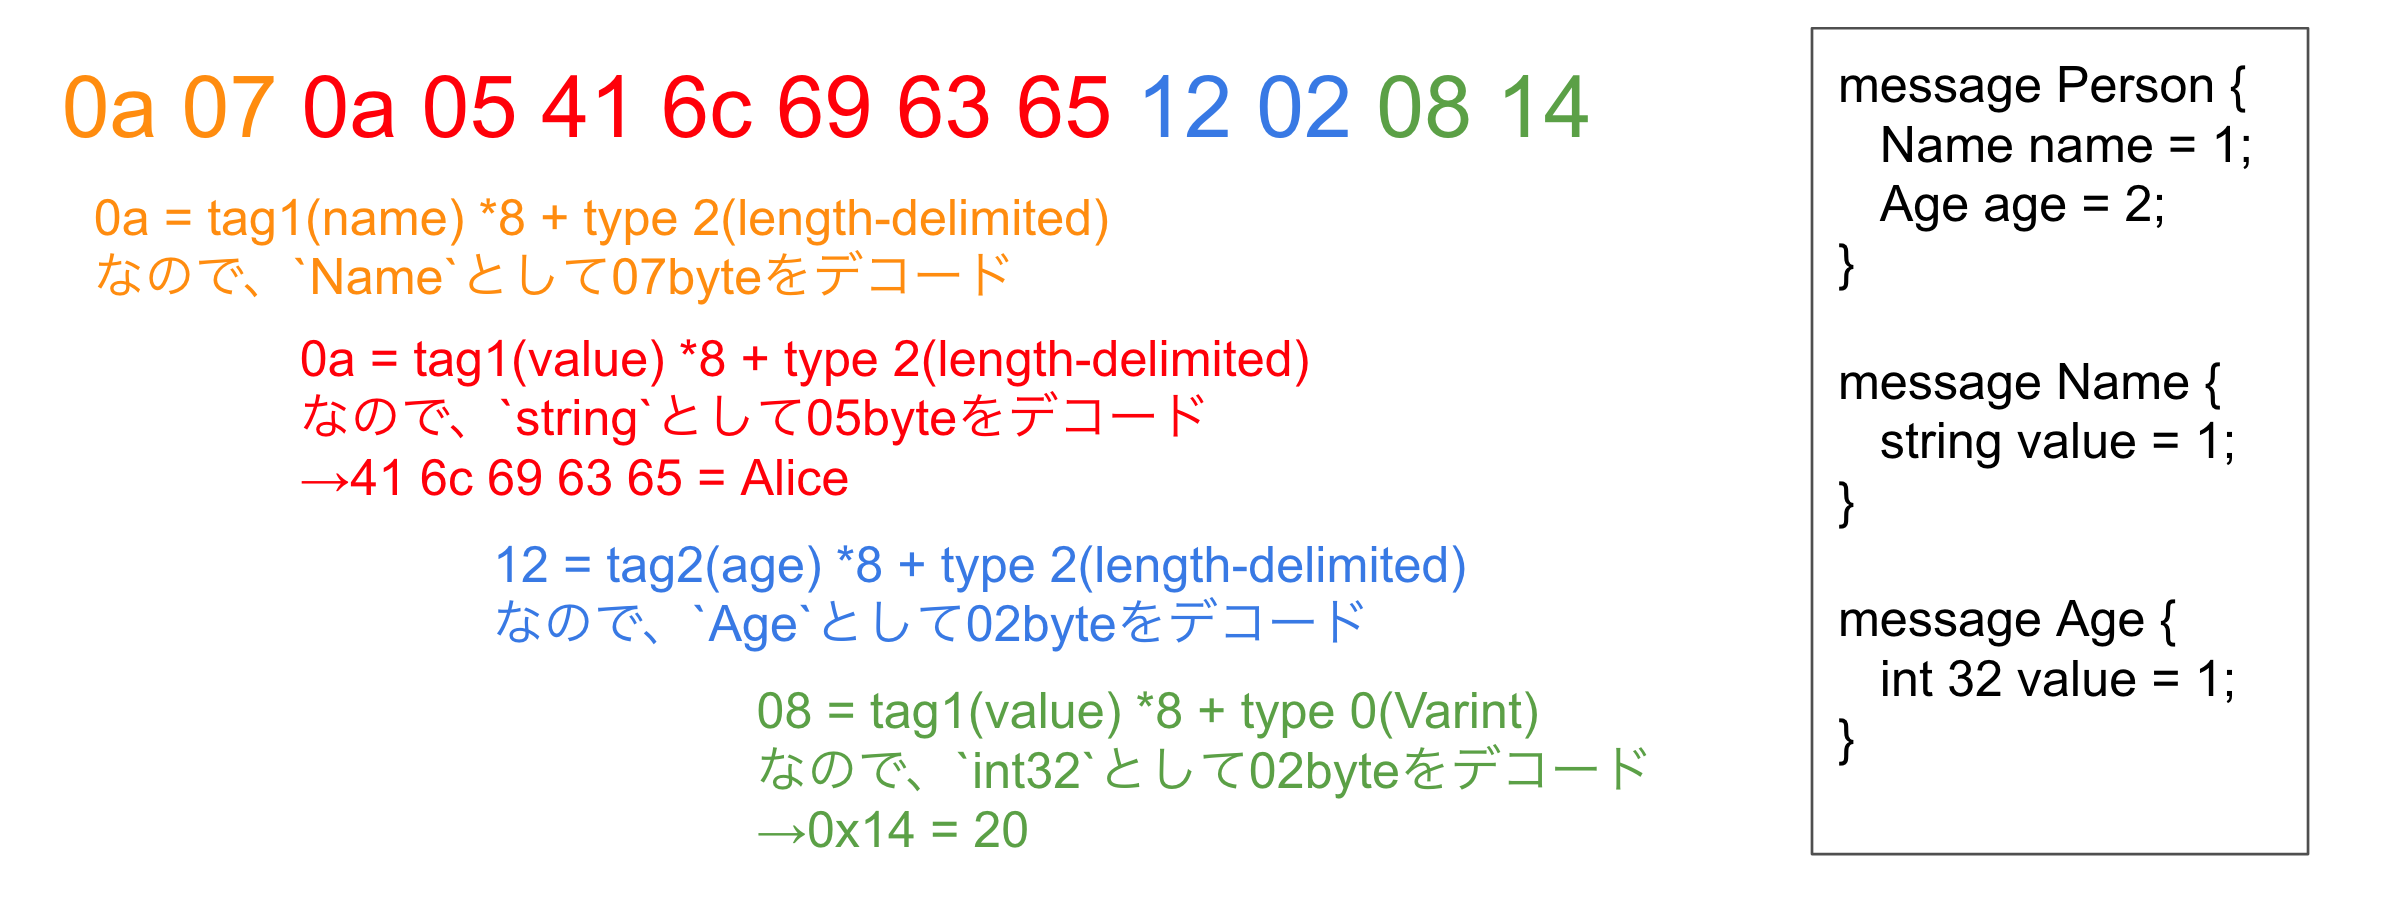 0a 07 0a 05 41 6c 69 63 65 12 02 08 14
0a = tag1(name) *8 + type 2(length-delimited)
なので、`Name`として07byteをデコード
0a = tag1(value) *8 + type 2(length-delimited)
なので、`string`として05byteをデコード
→41 6c 69 63 65 = Alice
12 = tag2(age) *8 + type 2(length-delimited)
なので、`Age`として02byteをデコード
08 = tag1(value) *8 + type 0(Varint)
なので、`int32`として02byteをデコード
→0x14 = 20
message Person {
Name name = 1;
Age age = 2;
}
message Name {
string value = 1;
}
message Age {
int 32 value = 1;
}